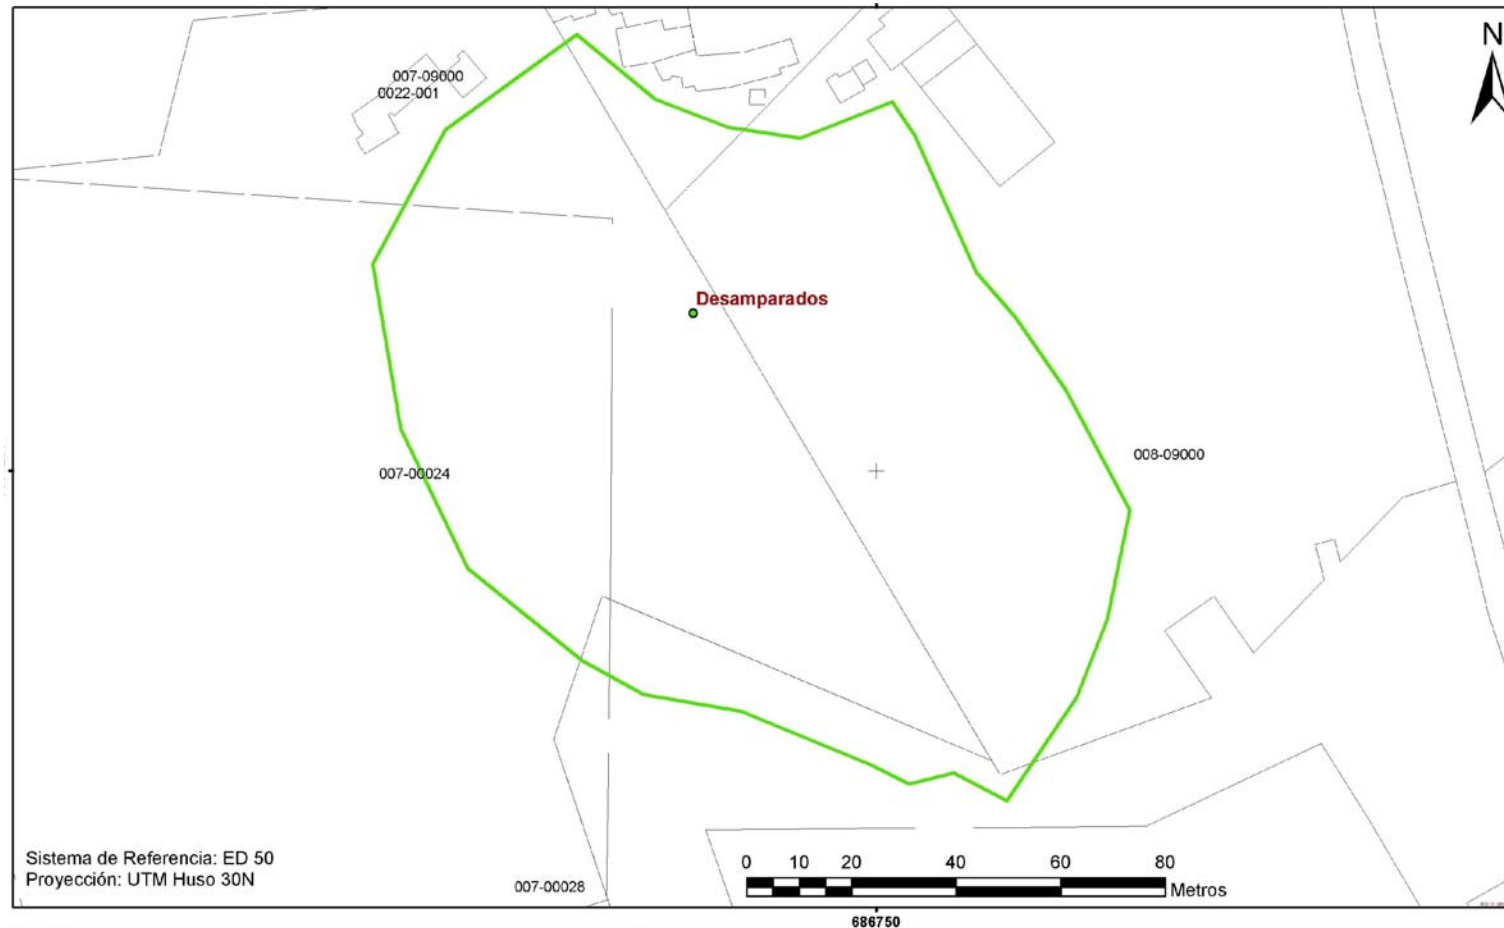 N
007-09000
0022-001
Desamparados
008-09000
007-00024
Sistema de Referencia: ED 50
Proyección: UTM Huso 30N
007-00028
0 10 20 40 60 80
Metros
686750